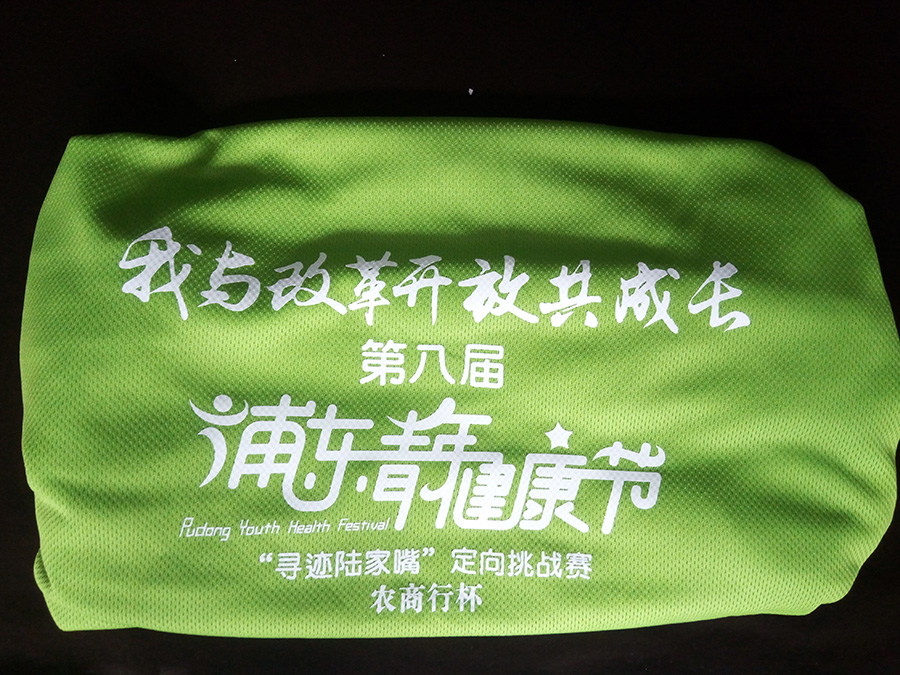 我与改革开放共成长
第八届
浦东青年健康节
Pudong Youth Health Festival
“寻迹陆家嘴”定向挑战赛
农商行杯